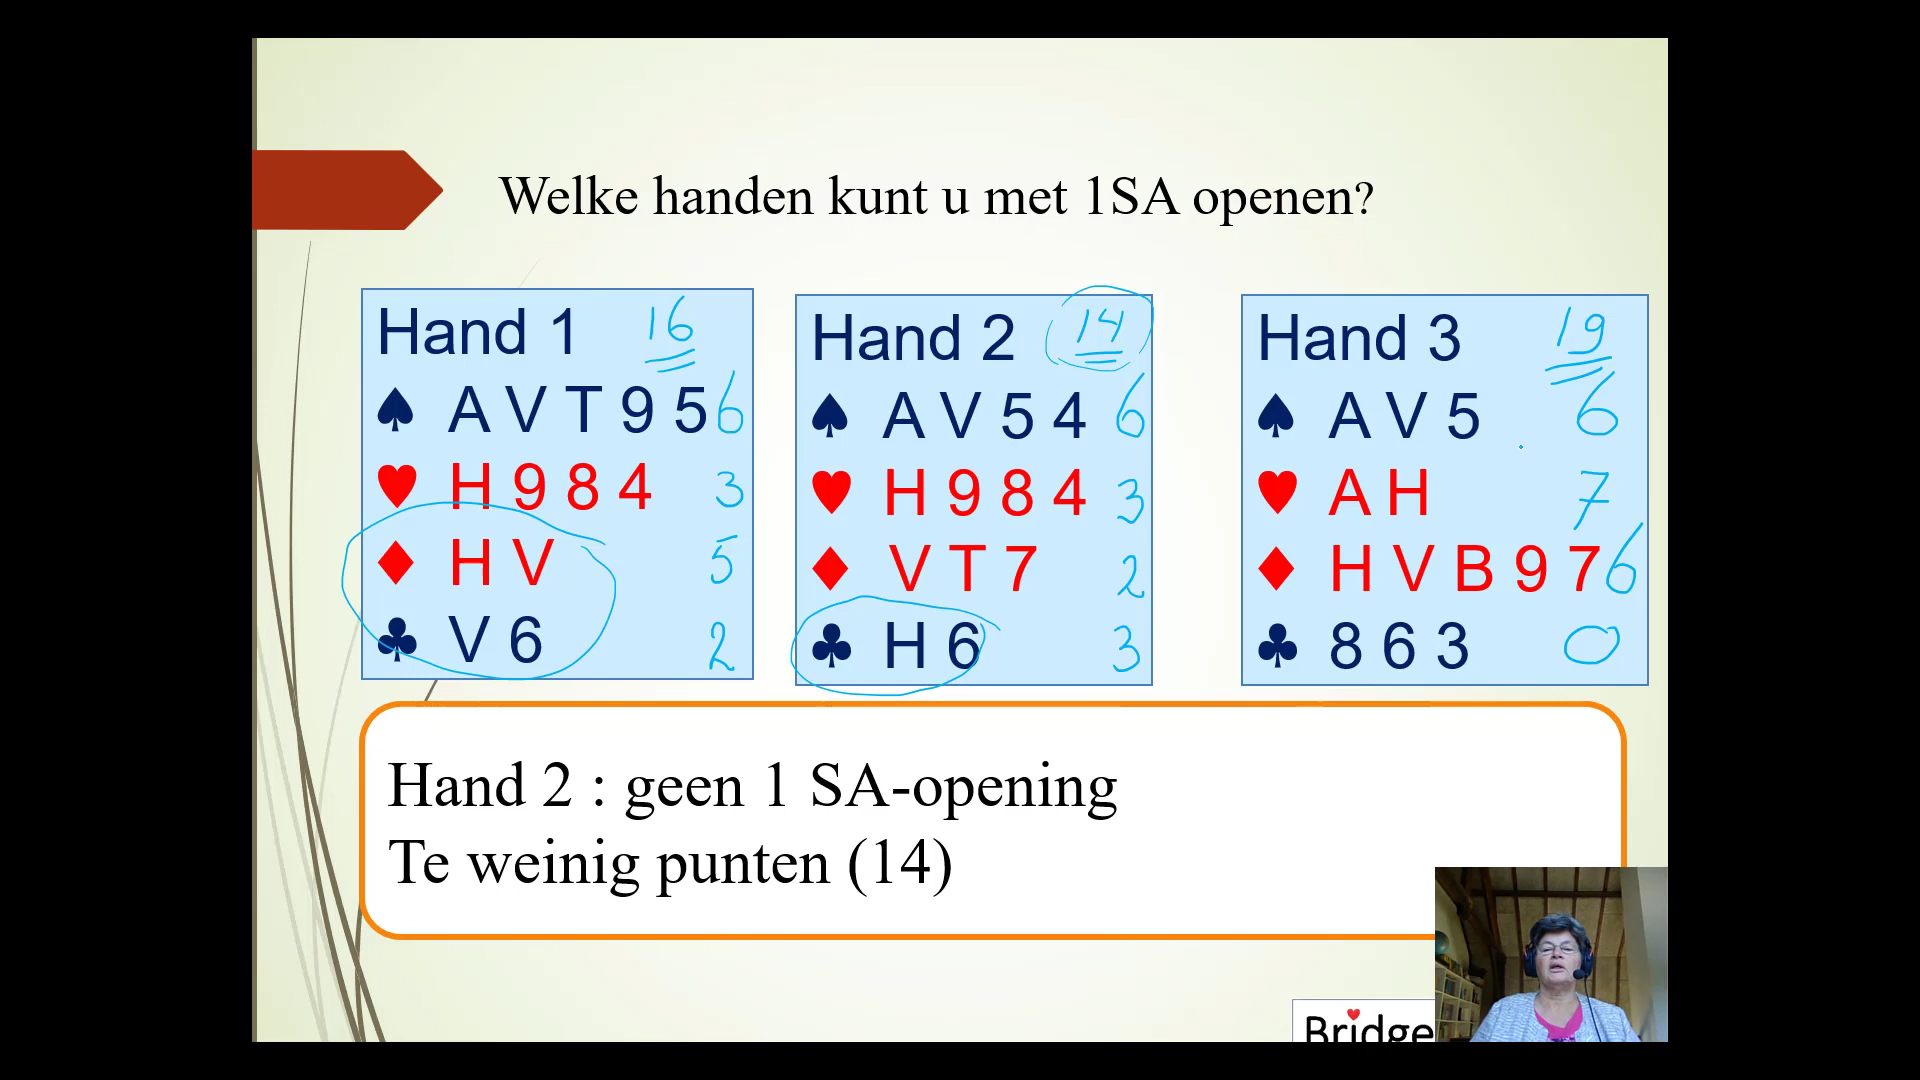 Welke handen kunt u met 1SA openen?
Hand 1 16
♠ A V T 9 5 6
♥ H 9 8 4 3
♦ H V 5
♣ V 6 2
Hand 2 14
♠ A V 5 4 6
♥ H 9 8 4 3
♦ V T 7 2
♣ H 6 3
Hand 3 19
♠ A V 5 6
♥ A H 7
♦ H V B 9 7 6
♣ 8 6 3 0
Hand 2 : geen 1 SA-opening
Te weinig punten (14)
Bridge